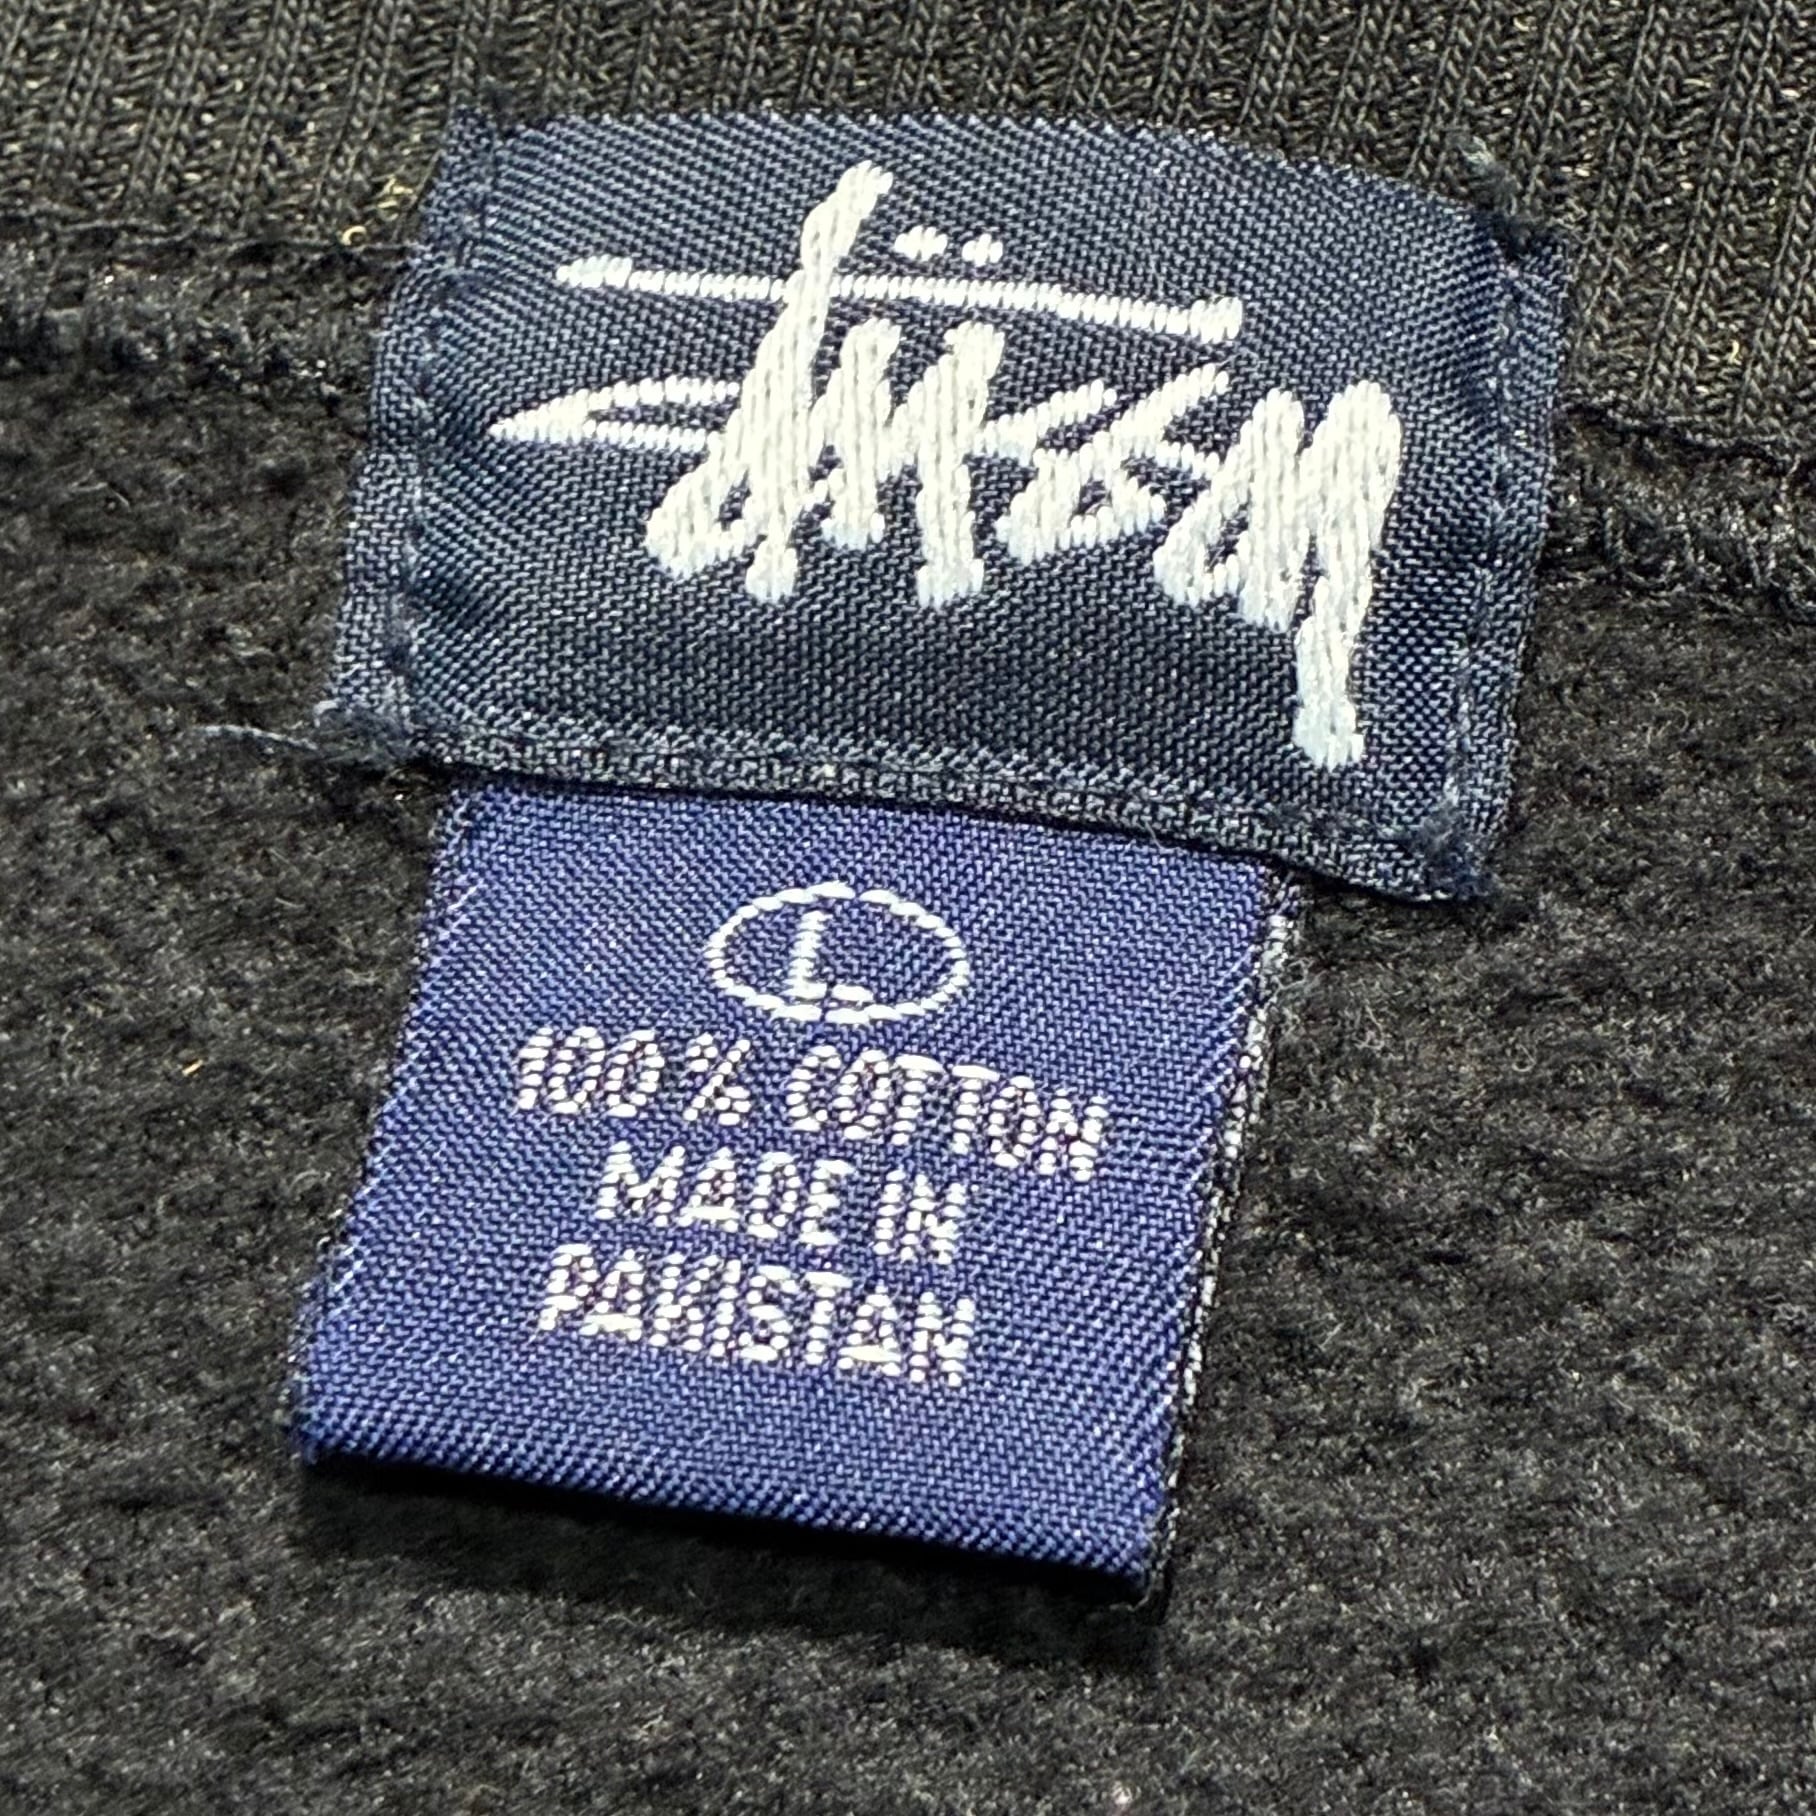 Stüssy
L
100% COTTON
MADE IN
PAKISTAN